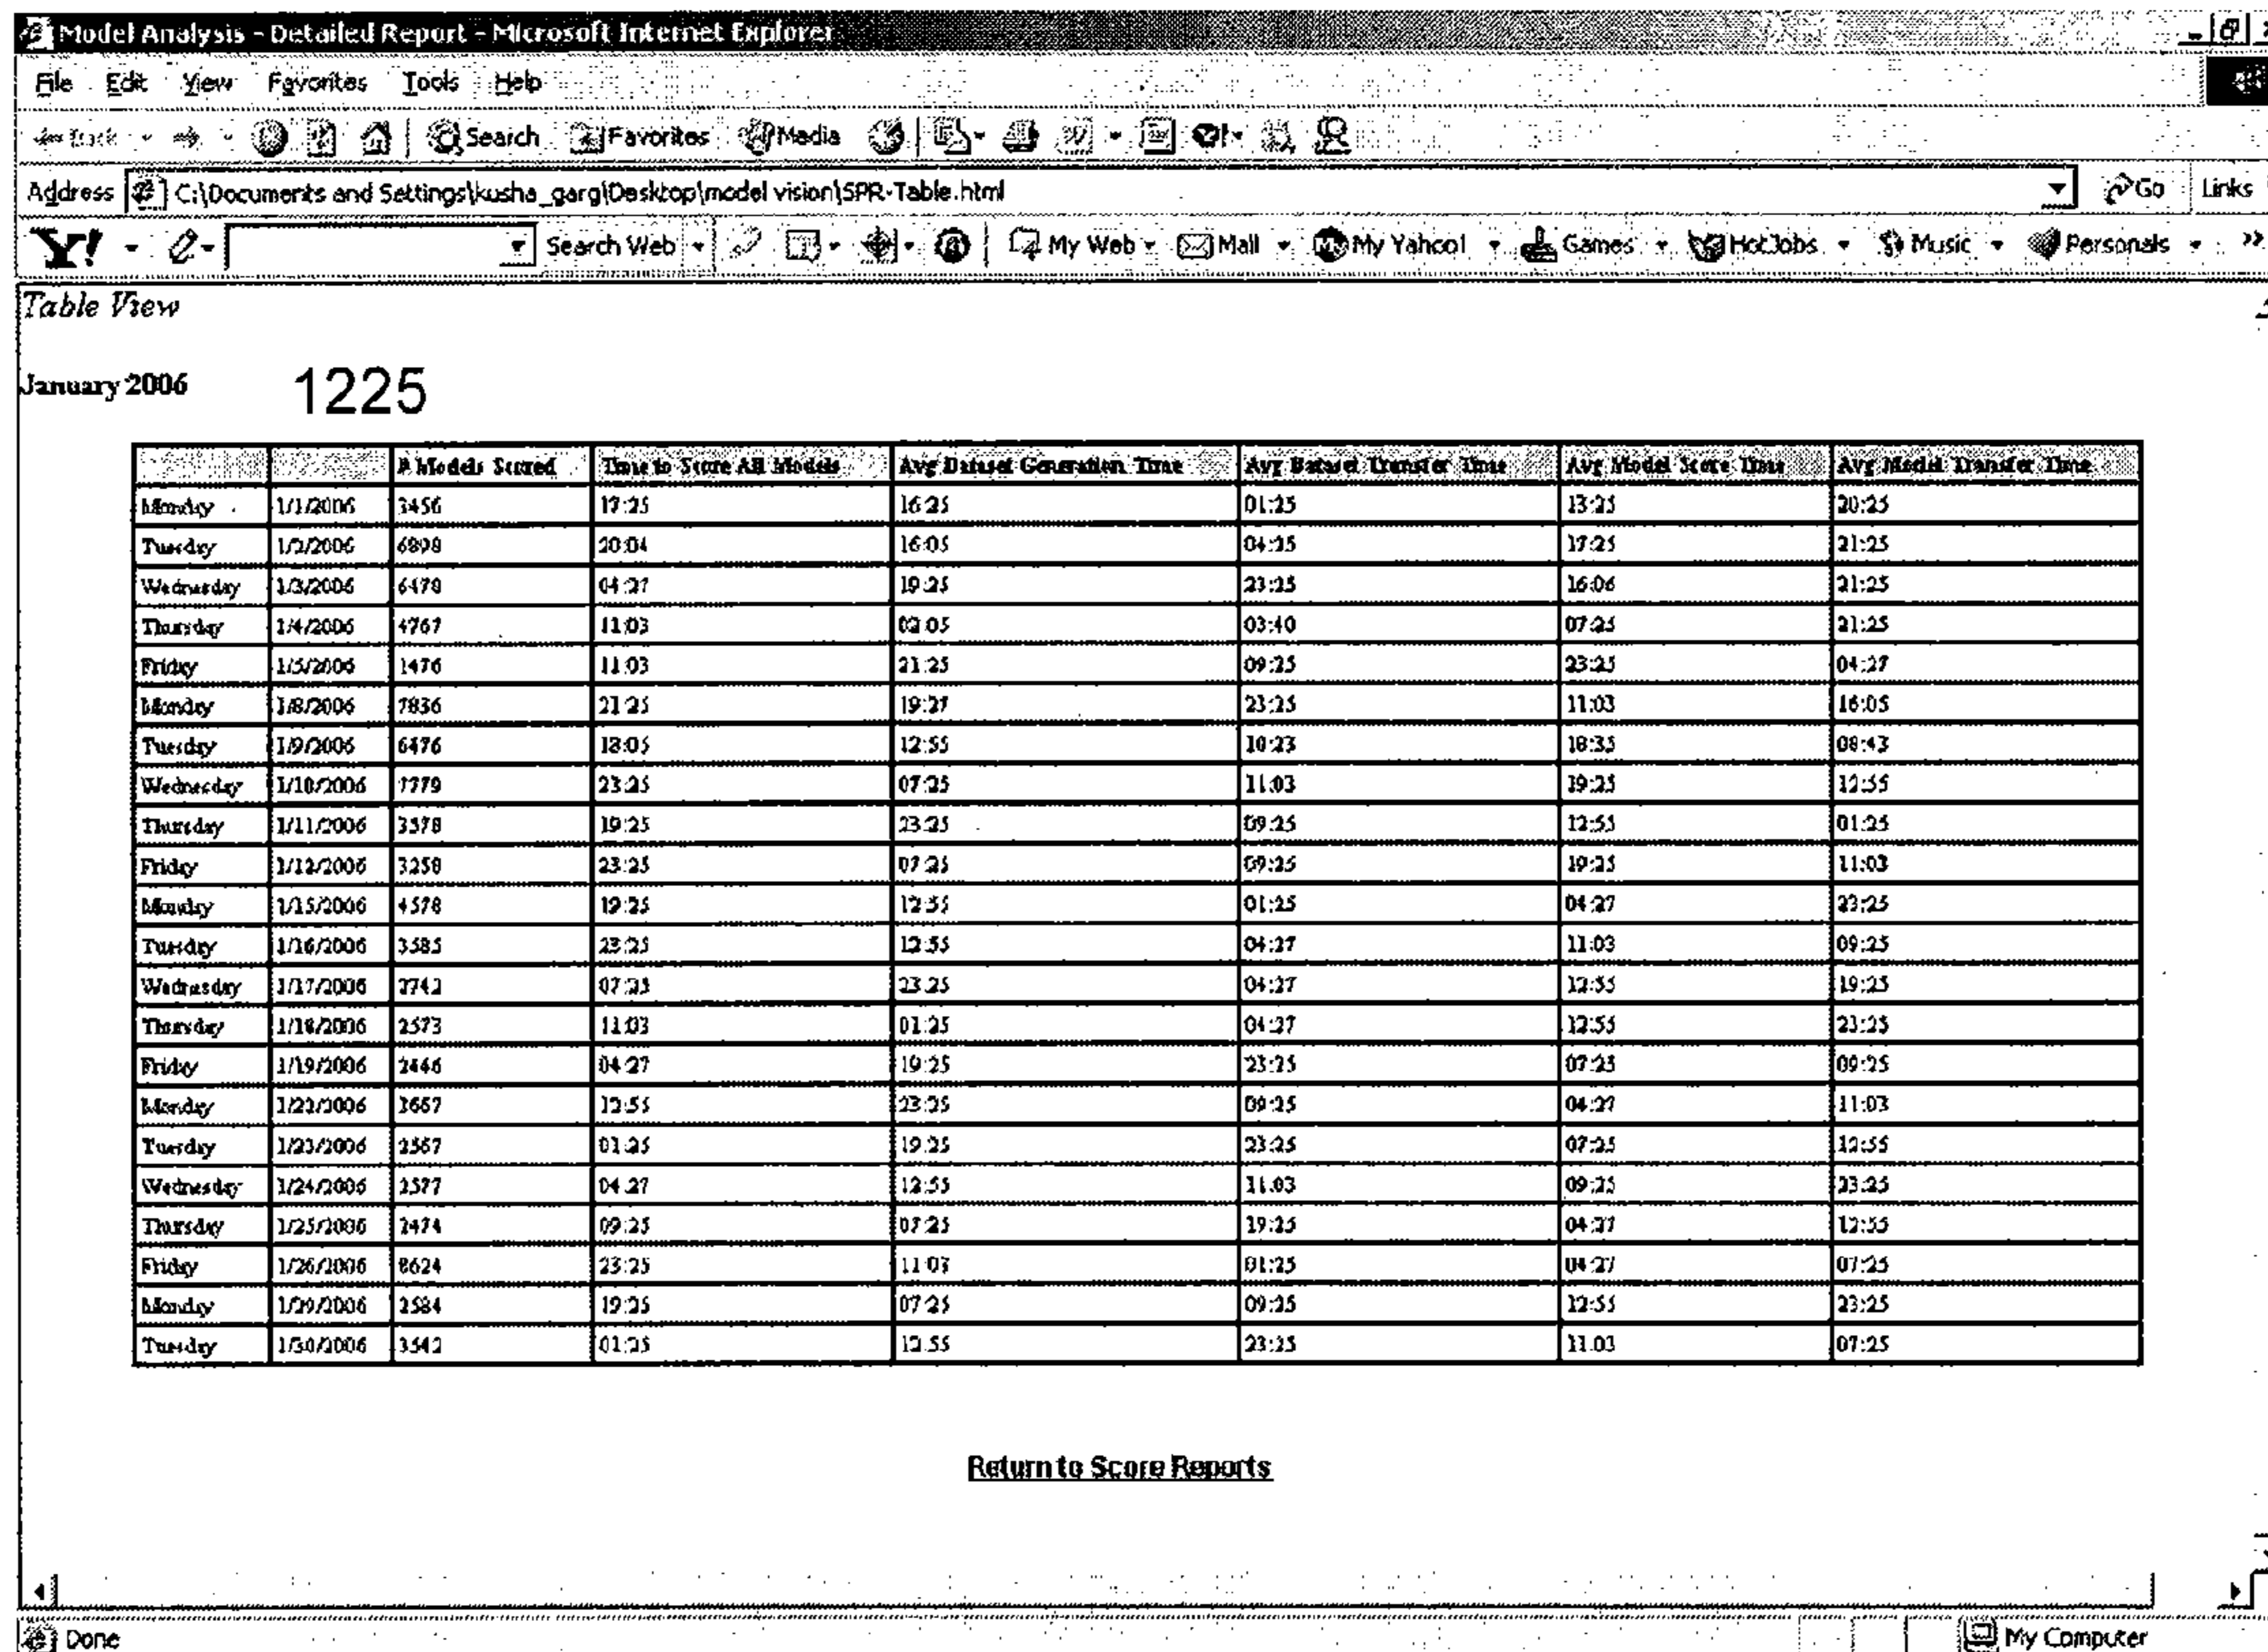 Model Analysis - Detailed Report - Microsoft Internet Explorer
File Edit View Favorites Tools Help
Back Search Favorites Media
Address C:\Documents and Settings\kusha_garg\Desktop\model vision\SPR-Table.html Go Links
Y! Search Web My Web Mail My Yahoo! Games HotJobs Music Personals »
Table View
January 2006 1225
# Models Scored Time to Score All Models Avg Dataset Generation Time Avg Dataset Transfer Time Avg Model Score Time Avg Model Transfer Time
Monday 1/1/2006 3456 17:25 16:25 01:25 13:25 20:25
Tuesday 1/2/2006 6898 20:04 16:05 04:25 17:25 21:25
Wednesday 1/3/2006 6478 04:27 19:25 23:25 16:06 21:25
Thursday 1/4/2006 4767 11:03 02:05 03:40 07:25 21:25
Friday 1/5/2006 1476 11:03 21:25 09:25 23:25 04:27
Monday 1/8/2006 7836 21:25 19:27 23:25 11:03 16:05
Tuesday 1/9/2006 6476 18:05 12:55 10:23 18:35 08:43
Wednesday 1/10/2006 23:25 07:25 11:03 19:25 12:55
Thursday 1/11/2006 3578 19:25 23:25 09:25 12:55 01:25
Friday 1/12/2006 3258 23:25 07:25 09:25 19:25 11:03
Monday 1/15/2006 4578 19:25 12:55 01:25 04:27 23:25
Tuesday 1/16/2006 3585 23:25 12:55 04:27 11:03 09:25
Wednesday 1/17/2006 07:25 23:25 04:27 12:55 19:25
Thursday 1/18/2006 2573 11:03 01:25 04:27 12:55 23:25
Friday 1/19/2006 2446 04:27 19:25 23:25 07:25 09:25
Monday 1/22/2006 12:55 23:25 09:25 04:27 11:03
Tuesday 1/23/2006 01:25 19:25 23:25 07:25 12:55
Wednesday 1/24/2006 04:27 12:55 11:03 09:25 23:25
Thursday 1/25/2006 09:25 07:25 19:25 04:27 12:55
Friday 1/26/2006 8624 23:25 11:03 01:25 04:27 07:25
Monday 1/29/2006 19:25 07:25 09:25 12:55 23:25
Tuesday 1/30/2006 3542 01:25 12:55 23:25 11:03 07:25
Return to Score Reports
Done My Computer